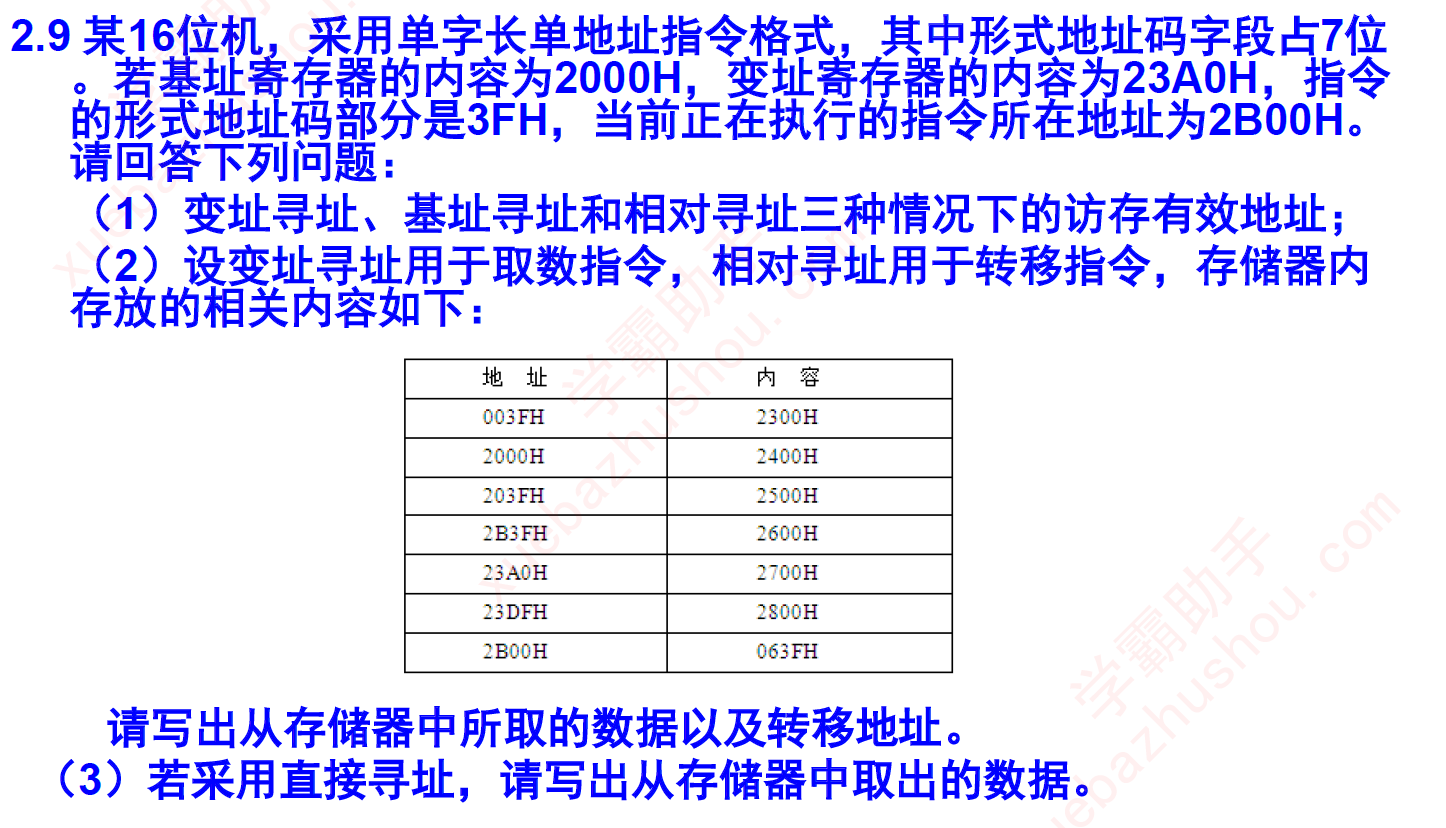 2.9 某16位机，采用单字长单地址指令格式，其中形式地址码字段占7位
。若基址寄存器的内容为2000H，变址寄存器的内容为23A0H，指令
的形式地址码部分是3FH，当前正在执行的指令所在地址为2B00H。
请回答下列问题：
（1）变址寻址、基址寻址和相对寻址三种情况下的访存有效地址；
（2）设变址寻址用于取数指令，相对寻址用于转移指令，存储器内
存放的相关内容如下：
地 址 内 容
003FH 2300H
2000H 2400H
203FH 2500H
2B3FH 2600H
23A0H 2700H
23DFH 2800H
2B00H 063FH
请写出从存储器中所取的数据以及转移地址。
（3）若采用直接寻址，请写出从存储器中取出的数据。
学霸助手
xuebazhushou.com
学霸助手
xuebazhushou.com